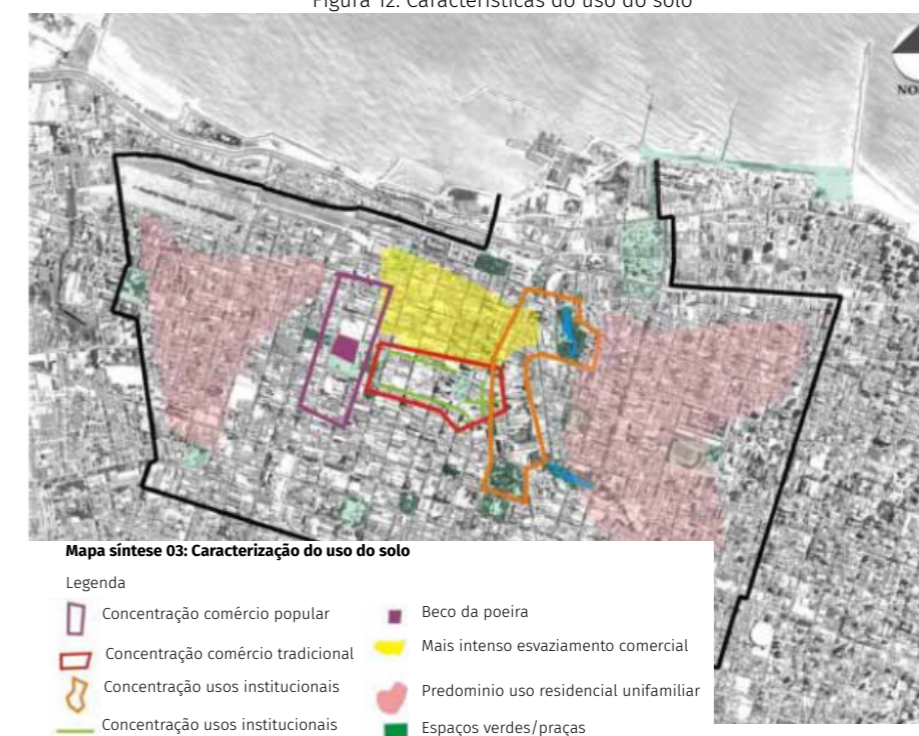 Figura 12: Características do uso do solo
NO
Mapa síntese 03: Caracterização do uso do solo
Legenda
Concentração comércio popular
Concentração comércio tradicional
Concentração usos institucionais
Concentração usos institucionais
Beco da poeira
Mais intenso esvaziamento comercial
Predominio uso residencial unifamiliar
Espaços verdes/praças